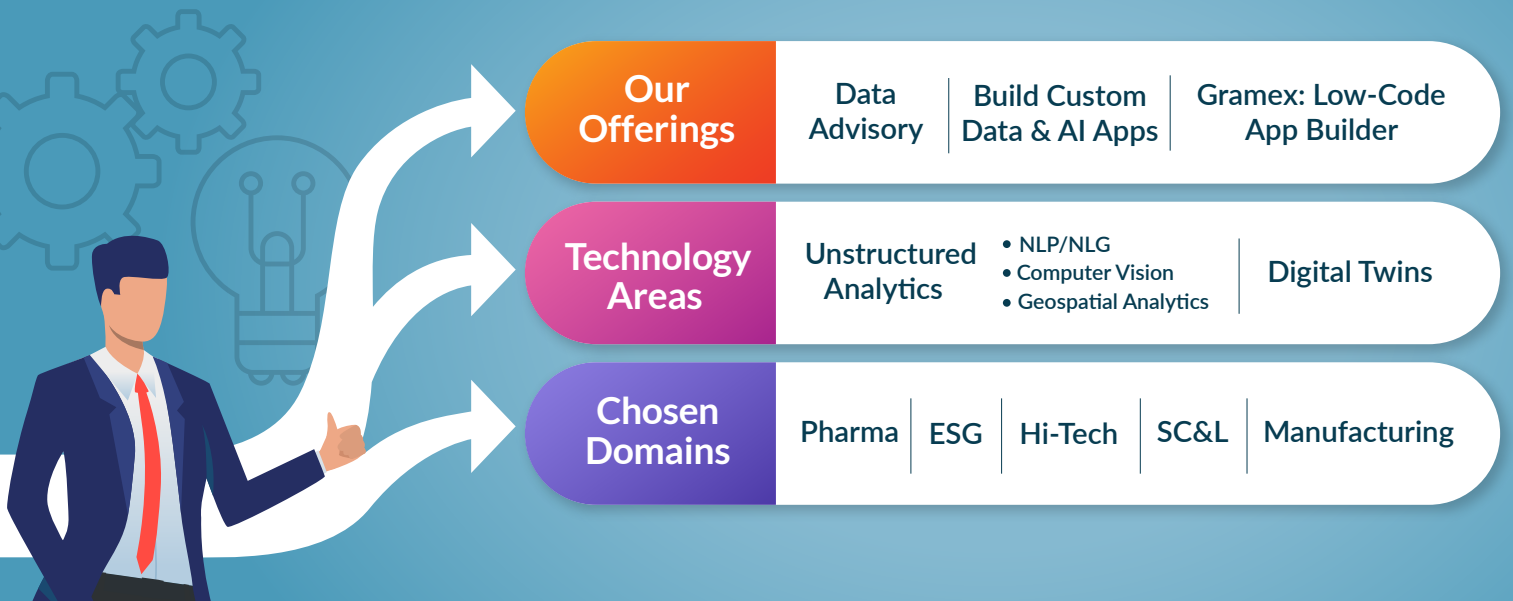 Our
Offerings
Data
Advisory
Build Custom
Data & AI Apps
Gramex: Low-Code
App Builder
Technology
Areas
Unstructured
Analytics
• NLP/NLG
• Computer Vision
• Geospatial Analytics
Digital Twins
Chosen
Domains
Pharma
ESG
Hi-Tech
SC&L
Manufacturing